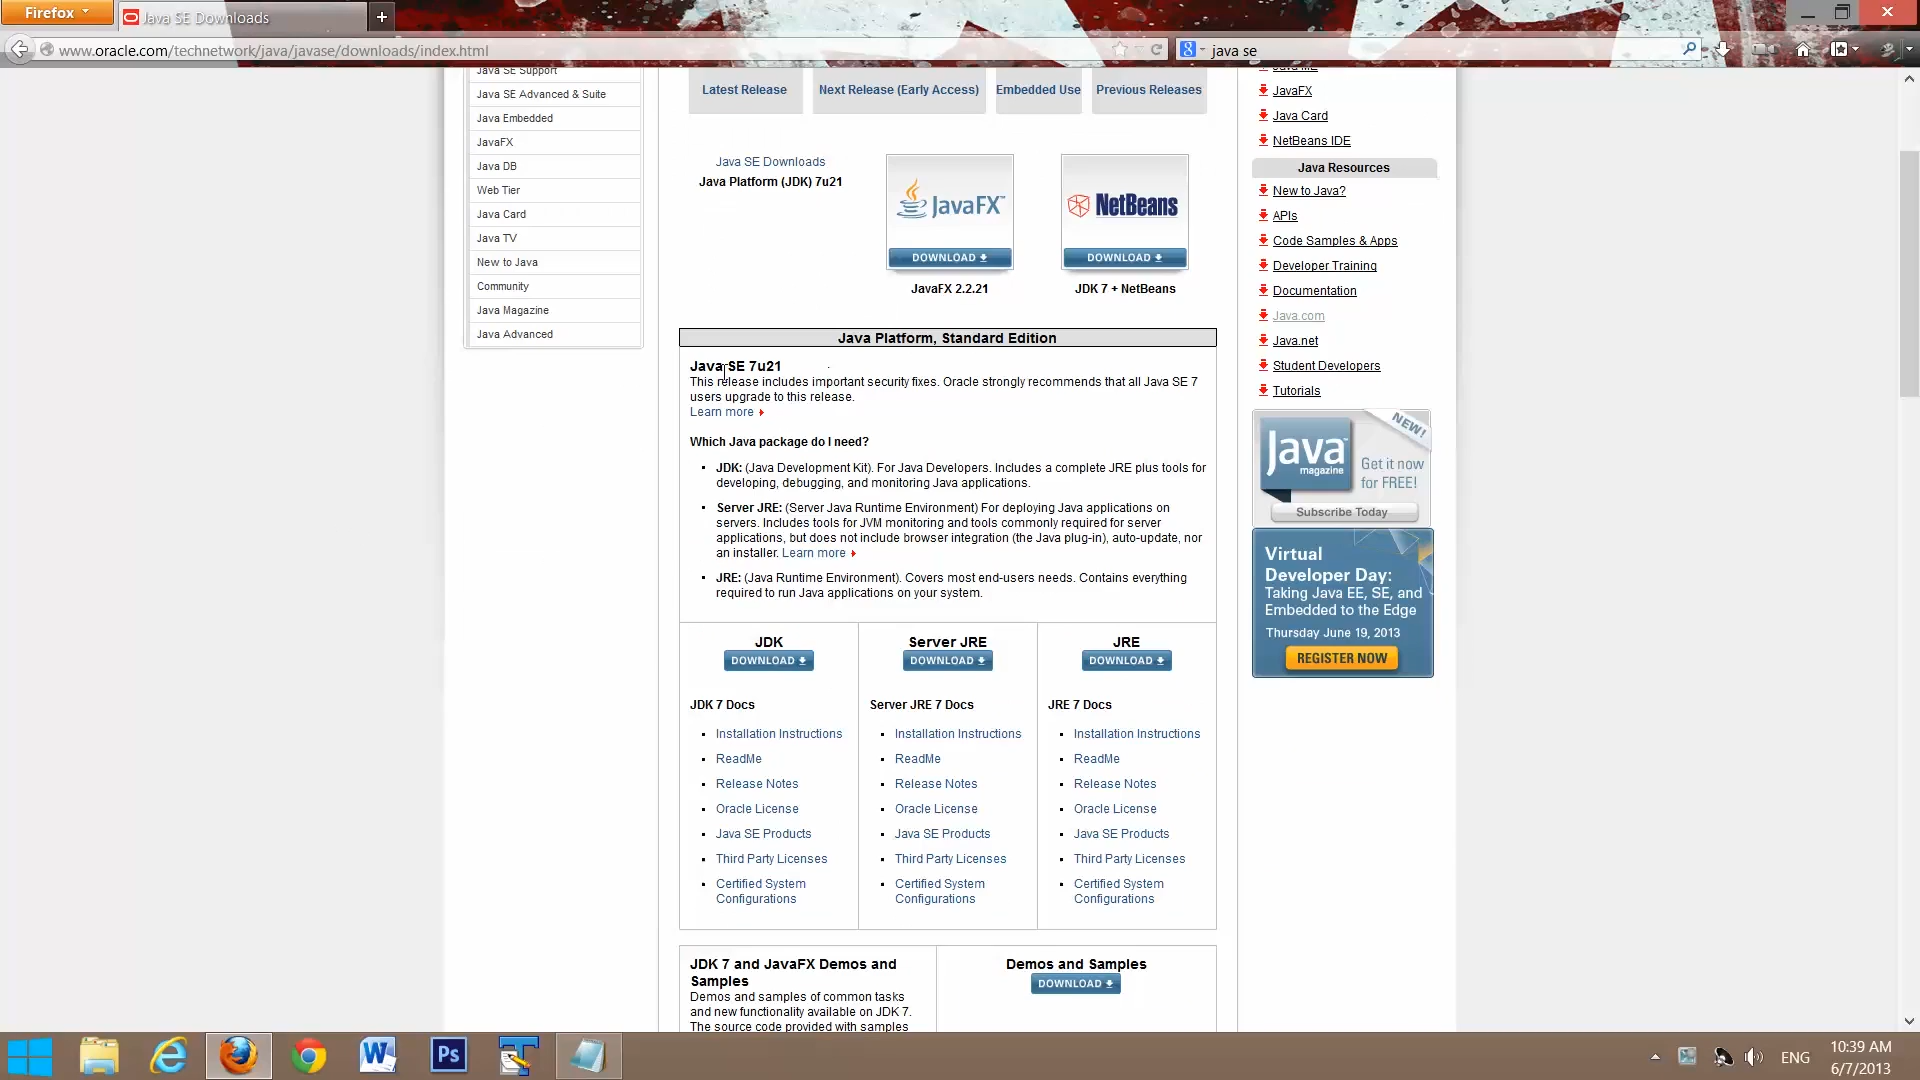 Firefox
Java SE Downloads
www.oracle.com/technetwork/java/javase/downloads/index.html
java se
Java SE Support
Java SE Advanced & Suite
Java Embedded
JavaFX
Java DB
Web Tier
Java Card
Java TV
New to Java
Community
Java Magazine
Java Advanced
Latest Release
Next Release (Early Access)
Embedded Use
Previous Releases
Java SE Downloads
Java Platform (JDK) 7u21
JavaFX™
DOWNLOAD
JavaFX 2.2.21
NetBeans
DOWNLOAD
JDK 7 + NetBeans
Java Platform, Standard Edition
Java SE 7u21
This release includes important security fixes. Oracle strongly recommends that all Java SE 7
users upgrade to this release.
Learn more
Which Java package do I need?
JDK: (Java Development Kit). For Java Developers. Includes a complete JRE plus tools for
developing, debugging, and monitoring Java applications.
Server JRE: (Server Java Runtime Environment) For deploying Java applications on
servers. Includes tools for JVM monitoring and tools commonly required for server
applications, but does not include browser integration (the Java plug-in), auto-update, nor
an installer. Learn more
JRE: (Java Runtime Environment). Covers most end-users needs. Contains everything
required to run Java applications on your system.
JDK
DOWNLOAD
JDK 7 Docs
Installation Instructions
ReadMe
Release Notes
Oracle License
Java SE Products
Third Party Licenses
Certified System
Configurations
Server JRE
DOWNLOAD
Server JRE 7 Docs
Installation Instructions
ReadMe
Release Notes
Oracle License
Java SE Products
Third Party Licenses
Certified System
Configurations
JRE
DOWNLOAD
JRE 7 Docs
Installation Instructions
ReadMe
Release Notes
Oracle License
Java SE Products
Third Party Licenses
Certified System
Configurations
JDK 7 and JavaFX Demos and
Samples
Demos and samples of common tasks
and new functionality available on JDK 7.
The source code provided with samples
Demos and Samples
DOWNLOAD
Java ME
JavaFX
Java Card
NetBeans IDE
Java Resources
New to Java?
APIs
Code Samples & Apps
Developer Training
Documentation
Java.com
Java.net
Student Developers
Tutorials
NEW!
Java™
magazine
Get it now
for FREE!
Subscribe Today
Virtual
Developer Day:
Taking Java EE, SE, and
Embedded to the Edge
Thursday June 19, 2013
REGISTER NOW
ENG
10:39 AM
6/7/2013